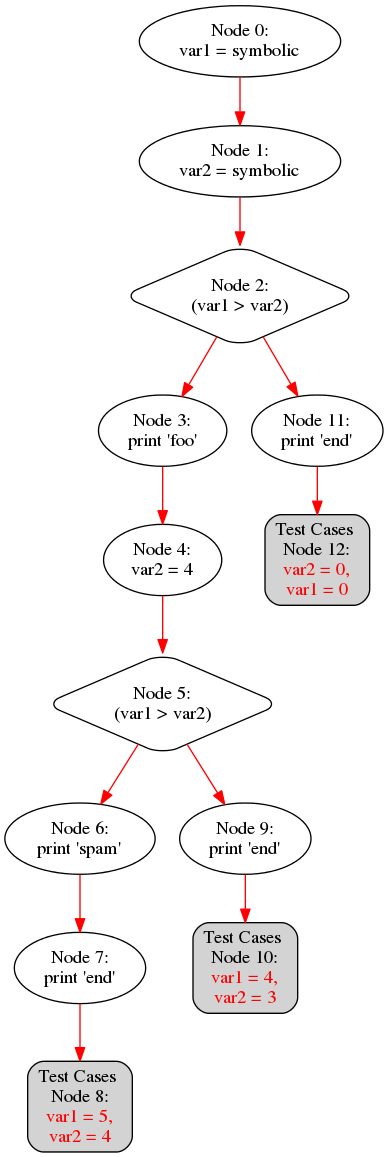 Node 0:
var1 = symbolic
Node 1:
var2 = symbolic
Node 2:
(var1 > var2)
Node 3:
print 'foo'
Node 11:
print 'end'
Node 4:
var2 = 4
Test Cases
Node 12:
var2 = 0,
var1 = 0
Node 5:
(var1 > var2)
Node 6:
print 'spam'
Node 9:
print 'end'
Node 7:
print 'end'
Test Cases
Node 10:
var1 = 4,
var2 = 3
Test Cases
Node 8:
var1 = 5,
var2 = 4